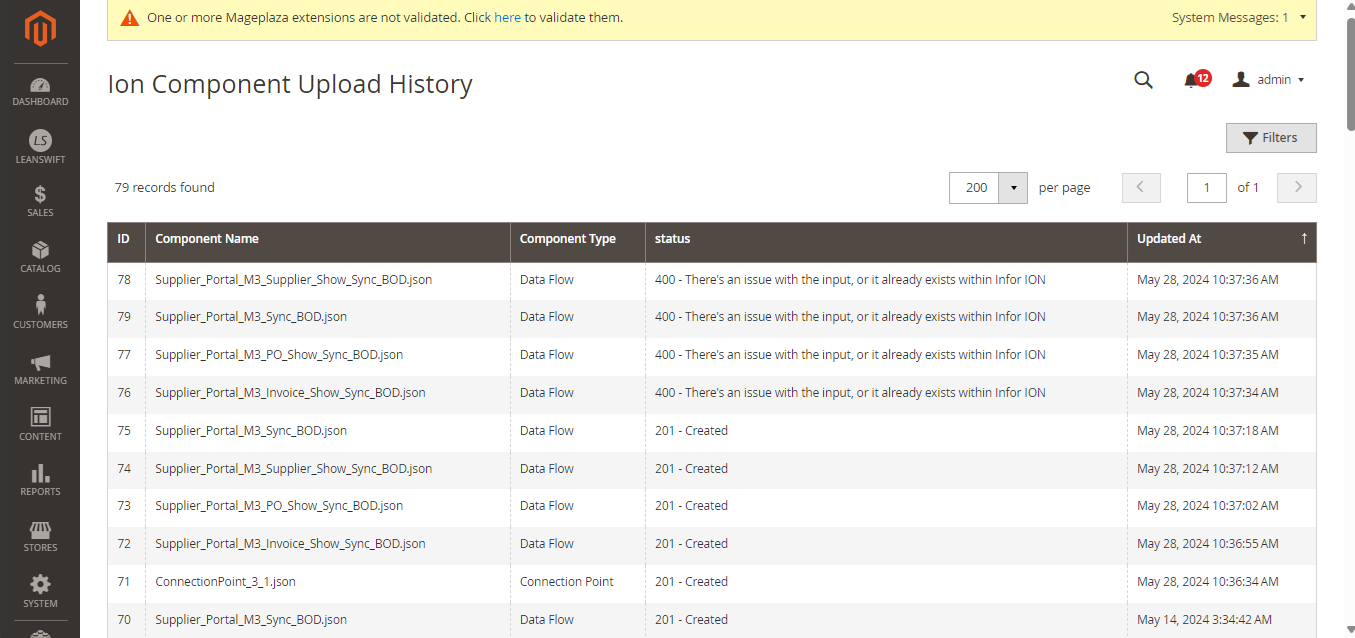 One or more Mageplaza extensions are not validated. Click here to validate them.
System Messages: 1
Ion Component Upload History
12
admin
Filters
79 records found
200
per page
1
of 1
DASHBOARD
LS
LEANSWIFT
SALES
CATALOG
CUSTOMERS
MARKETING
CONTENT
REPORTS
STORES
SYSTEM
ID Component Name Component Type status Updated At ↑
78 Supplier_Portal_M3_Supplier_Show_Sync_BOD.json Data Flow 400 - There's an issue with the input, or it already exists within Infor ION May 28, 2024 10:37:36 AM
79 Supplier_Portal_M3_Sync_BOD.json Data Flow 400 - There's an issue with the input, or it already exists within Infor ION May 28, 2024 10:37:36 AM
77 Supplier_Portal_M3_PO_Show_Sync_BOD.json Data Flow 400 - There's an issue with the input, or it already exists within Infor ION May 28, 2024 10:37:35 AM
76 Supplier_Portal_M3_Invoice_Show_Sync_BOD.json Data Flow 400 - There's an issue with the input, or it already exists within Infor ION May 28, 2024 10:37:34 AM
75 Supplier_Portal_M3_Sync_BOD.json Data Flow 201 - Created May 28, 2024 10:37:18 AM
74 Supplier_Portal_M3_Supplier_Show_Sync_BOD.json Data Flow 201 - Created May 28, 2024 10:37:12 AM
73 Supplier_Portal_M3_PO_Show_Sync_BOD.json Data Flow 201 - Created May 28, 2024 10:37:02 AM
72 Supplier_Portal_M3_Invoice_Show_Sync_BOD.json Data Flow 201 - Created May 28, 2024 10:36:55 AM
71 ConnectionPoint_3_1.json Connection Point 201 - Created May 28, 2024 10:36:34 AM
70 Supplier_Portal_M3_Sync_BOD.json Data Flow 201 - Created May 14, 2024 3:34:42 AM